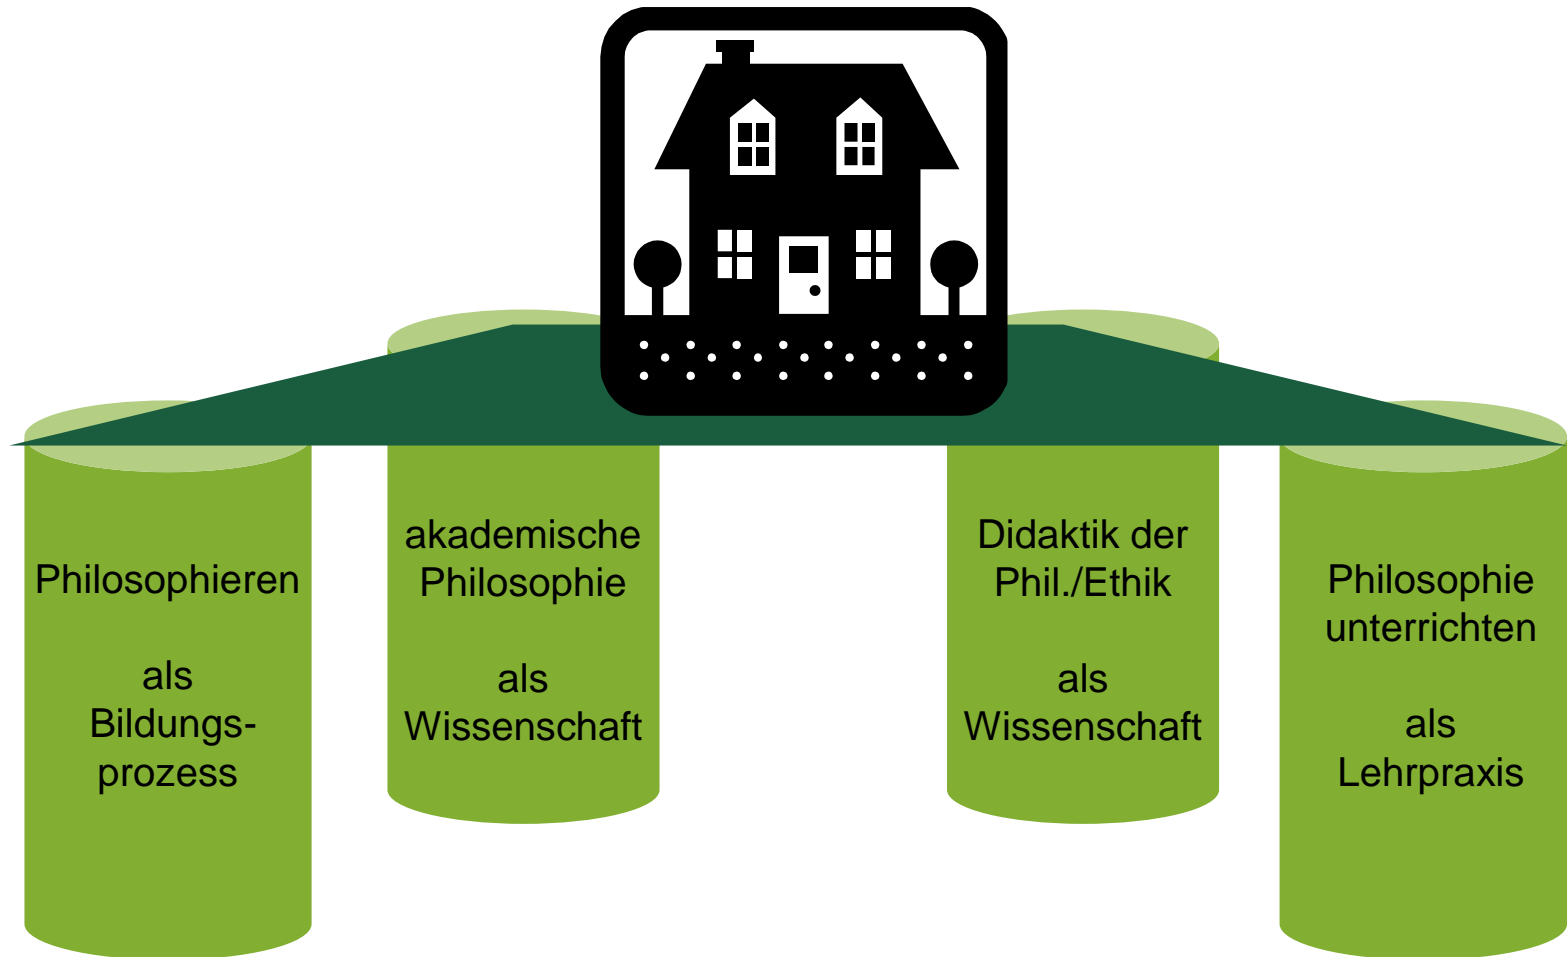 Philosophieren
als
Bildungs-
prozess
akademische
Philosophie
als
Wissenschaft
Didaktik der
Phil./Ethik
als
Wissenschaft
Philosophie
unterrichten
als
Lehrpraxis